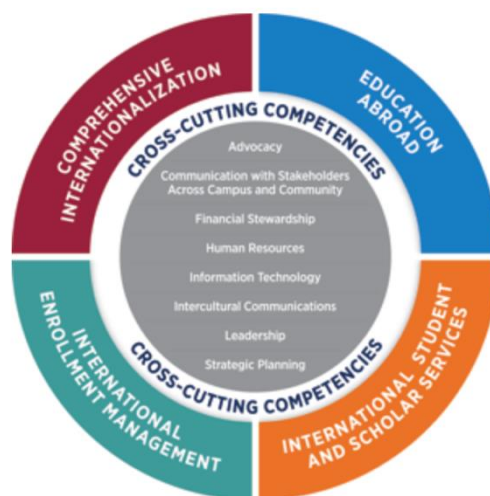 COMPREHENSIVE
INTERNATIONALIZATION
EDUCATION
ABROAD
CROSS-CUTTING COMPETENCIES
Advocacy
Communication with Stakeholders
Across Campus and Community
Financial Stewardship
Human Resources
Information Technology
Intercultural Communications
Leadership
Strategic Planning
CROSS-CUTTING COMPETENCIES
INTERNATIONAL
ENROLLMENT MANAGEMENT
INTERNATIONAL STUDENT
AND SCHOLAR SERVICES